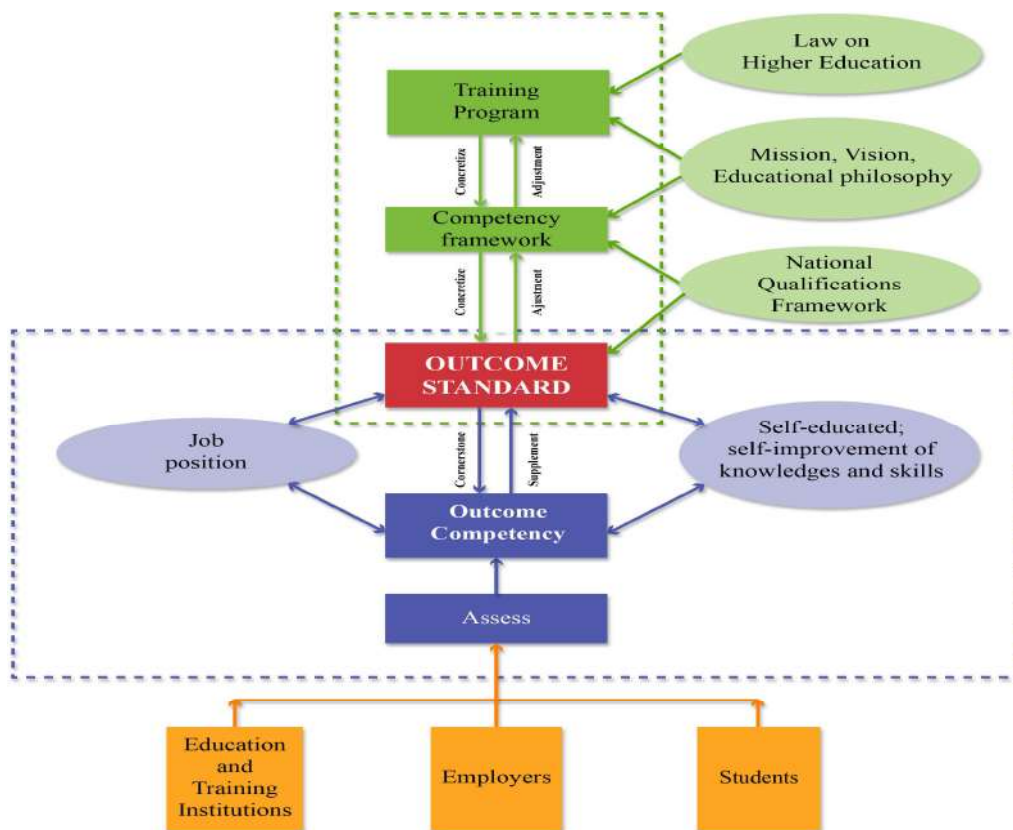 Law on
Higher Education
Training
Program
Concretize
Adjustment
Mission, Vision,
Educational philosophy
Competency
framework
Concretize
Ajustment
National
Qualifications
Framework
OUTCOME
STANDARD
Job
position
Cornerstone
Supplement
Self-educated;
self-improvement of
knowledges and skills
Outcome
Competency
Assess
Education
and
Training
Institutions
Employers
Students